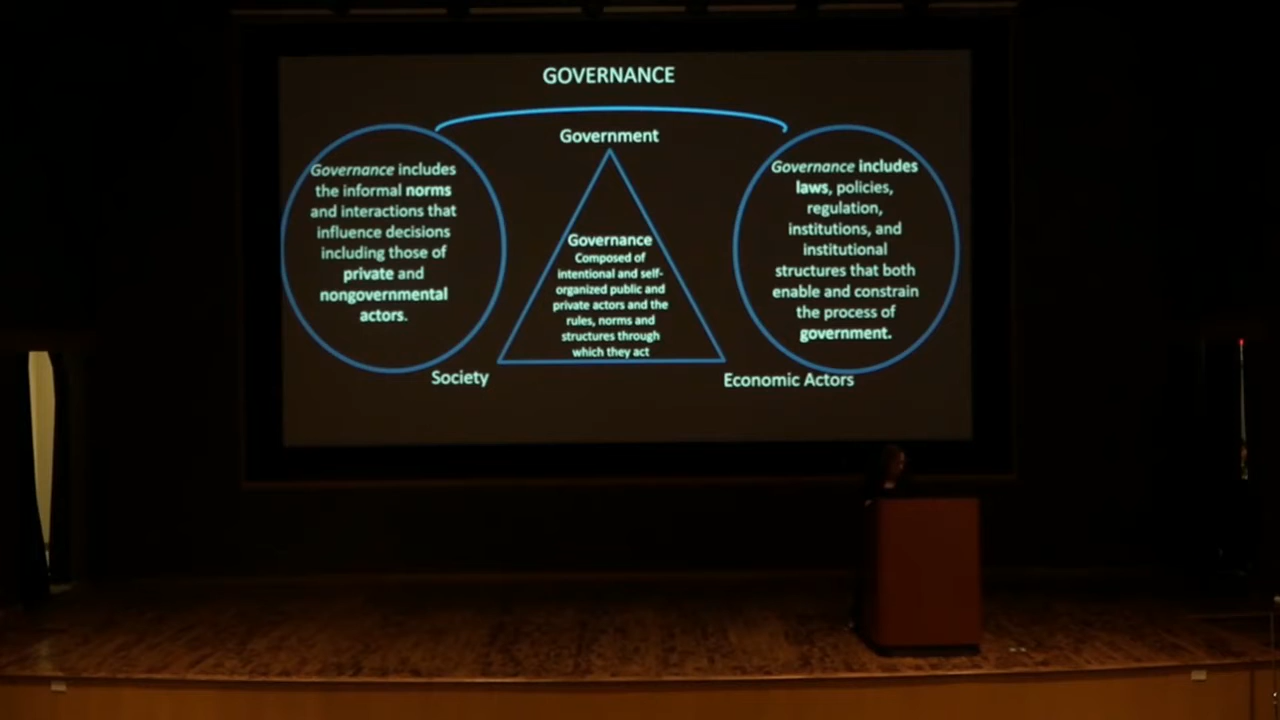 GOVERNANCE
Governance includes
the informal norms
and interactions that
influence decisions
including those of
private and
nongovernmental
actors.
Government
Governance
Composed of
intentional and self-
organized public and
private actors and the
rules, norms and
structures through
which they act
Governance includes
laws, policies,
regulation,
institutions, and
institutional
structures that both
enable and constrain
the process of
government.
Society
Economic Actors